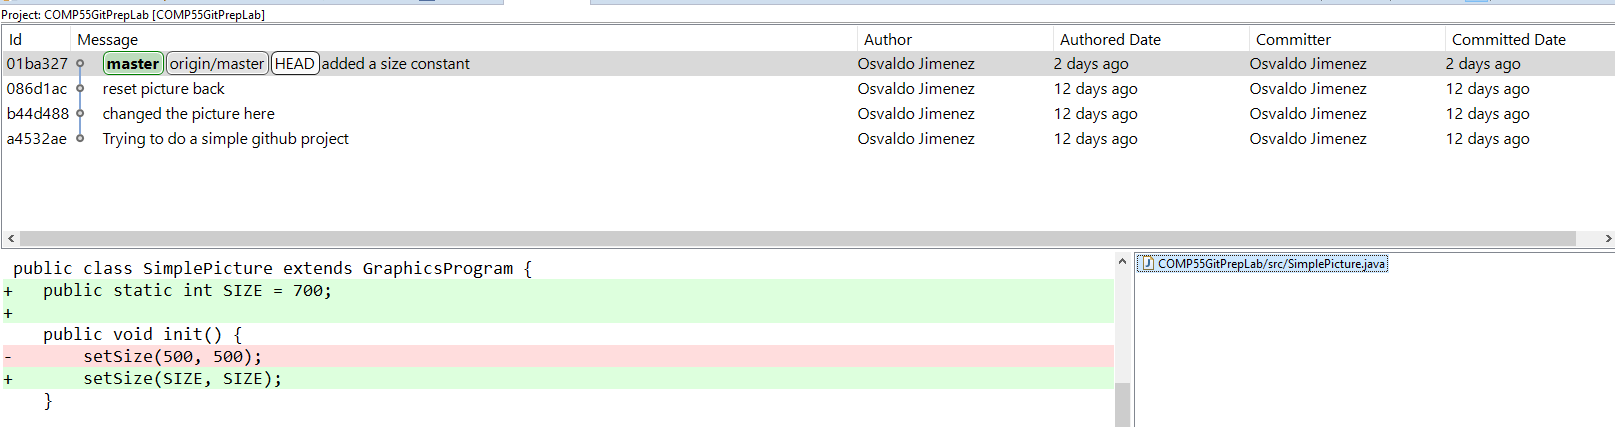 Project: COMP55GitPrepLab [COMP55GitPrepLab]
Id Message Author Authored Date Committer Committed Date
01ba327 master origin/master HEAD added a size constant Osvaldo Jimenez 2 days ago Osvaldo Jimenez 2 days ago
086d1ac reset picture back Osvaldo Jimenez 12 days ago Osvaldo Jimenez 12 days ago
b44d488 changed the picture here Osvaldo Jimenez 12 days ago Osvaldo Jimenez 12 days ago
a4532ae Trying to do a simple github project Osvaldo Jimenez 12 days ago Osvaldo Jimenez 12 days ago
public class SimplePicture extends GraphicsProgram {
+ public static int SIZE = 700;
+
public void init() {
- setSize(500, 500);
+ setSize(SIZE, SIZE);
}
COMP55GitPrepLab/src/SimplePicture.java